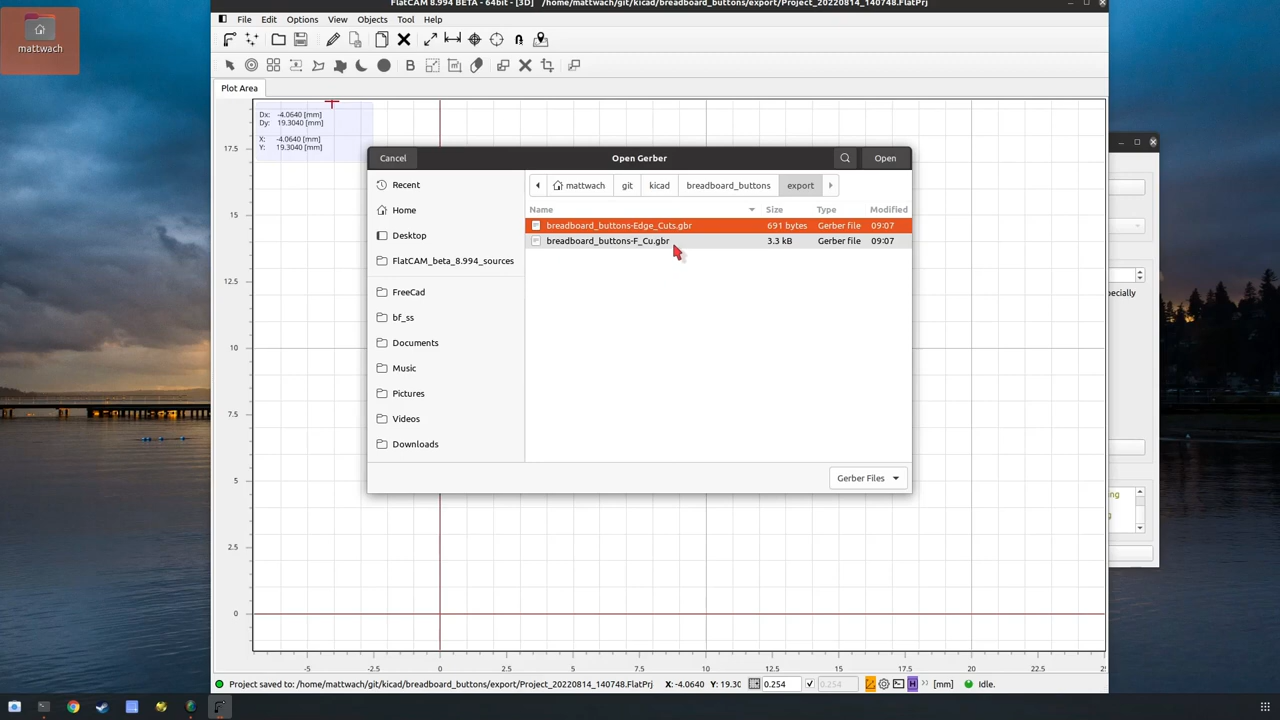 FlatCAM 8.994 BETA - 64bit - [3D] /home/mattwach/git/kicad/breadboard_buttons/export/Project_20220814_140748.FlatPrj
File Edit Options View Objects Tool Help
mattwach
B
Plot Area
Dx: -4.0640 [mm]
Dy: 19.3040 [mm]
X: -4.0640 [mm]
Y: 19.3040 [mm]
17.5
15
12.5
10
7.5
5
2.5
0
-5 -2.5 0 2.5 5 7.5 10 12.5 15 17.5 20 22.5
Cancel Open Gerber Open
Recent
Home
Desktop
FlatCAM_beta_8.994_sources
FreeCad
bf_ss
Documents
Music
Pictures
Videos
Downloads
mattwach git kicad breadboard_buttons export
Name Size Type Modified
breadboard_buttons-Edge_Cuts.gbr 691 bytes Gerber file 09:07
breadboard_buttons-F_Cu.gbr 3.3 kB Gerber file 09:07
Gerber Files
ecially
ng
g
Project saved to: /home/mattwach/git/kicad/breadboard_buttons/export/Project_20220814_140748.FlatPrj X: -4.0640 Y: 19.30 0.254 0.254 H [mm] Idle.